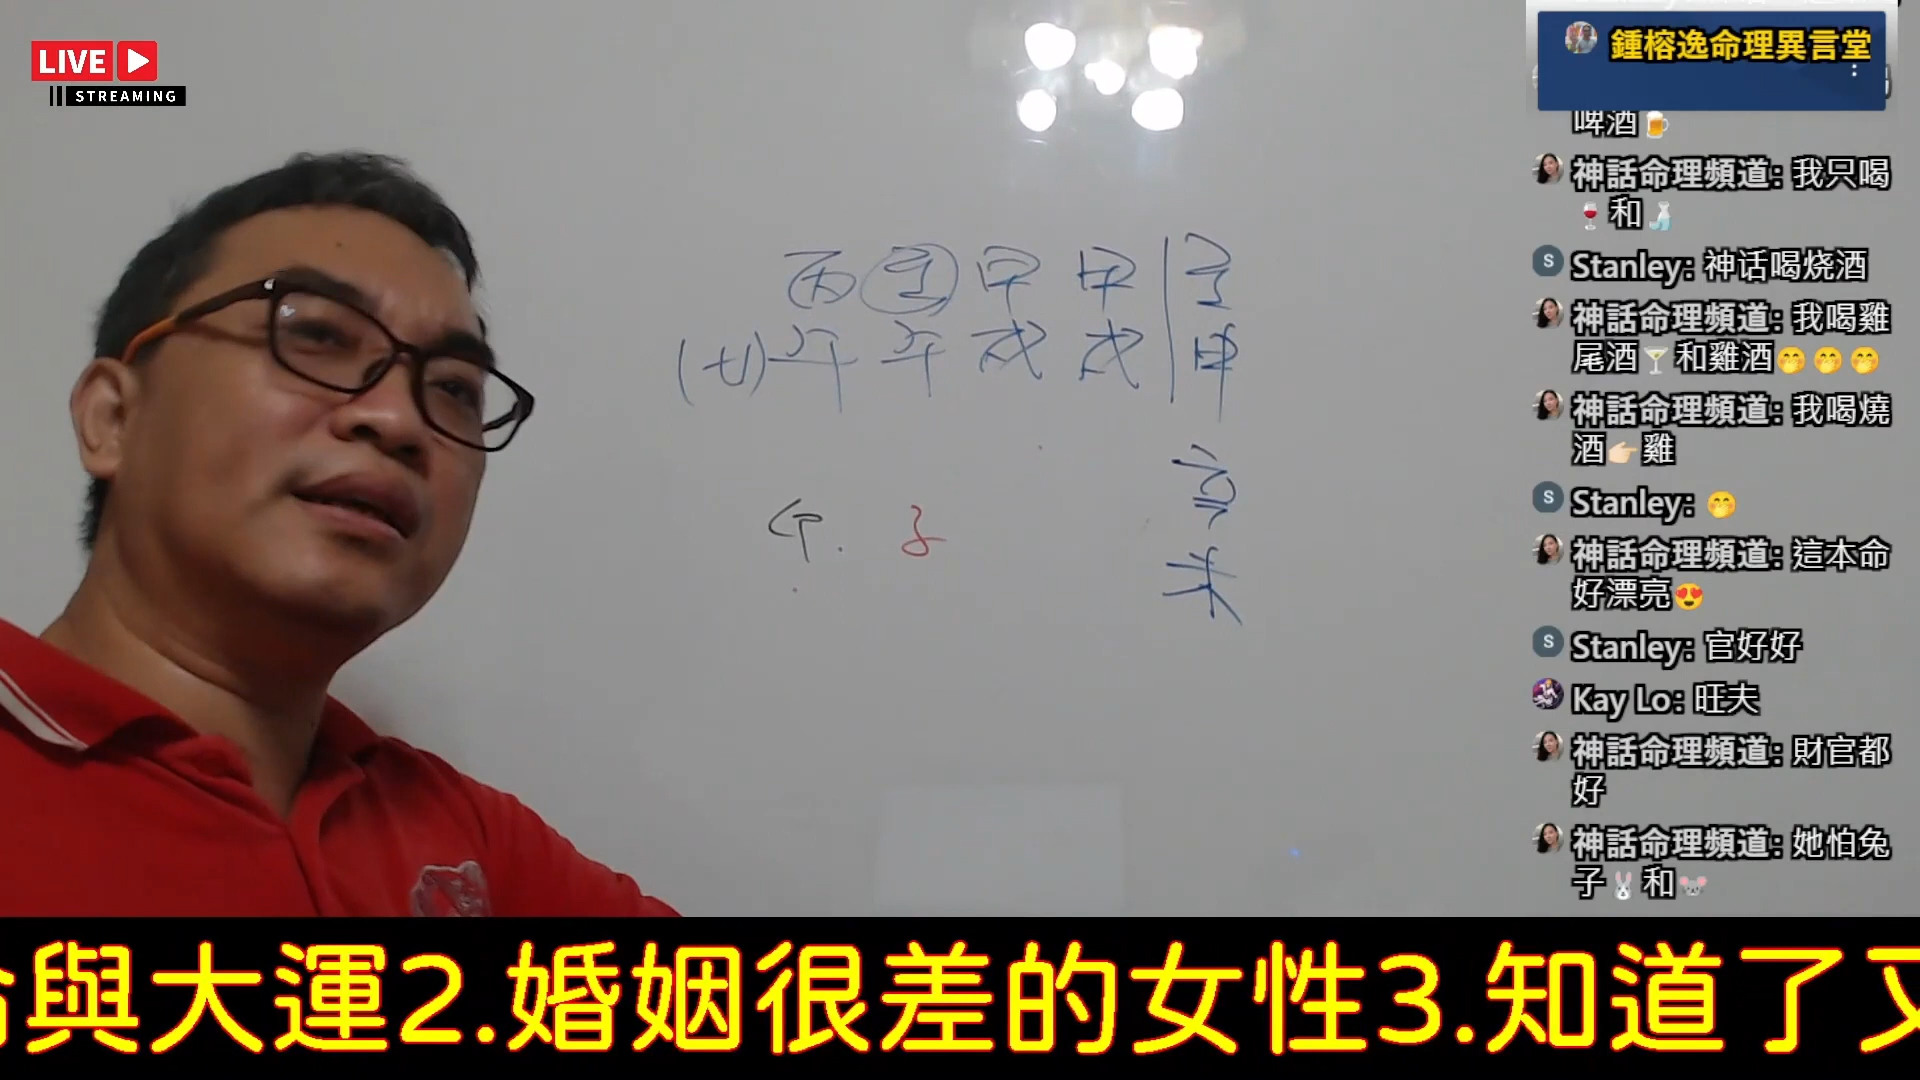 LIVE
STREAMING
鍾榕逸命理異言堂
啤酒🍺
神話命理頻道: 我只喝
🍷和🍶
Stanley: 神话喝烧酒
神話命理頻道: 我喝雞
尾酒🍸和雞酒🤭🤭🤭
神話命理頻道: 我喝燒
酒👉🏻雞
Stanley: 🤭
神話命理頻道: 這本命
好漂亮😍
Stanley: 官好好
Kay Lo: 旺夫
神話命理頻道: 財官都
好
神話命理頻道: 她怕兔
子🐰和🐭
丙 甲 甲
(七) 午 午 戌 戌 申
未
子
與大運2.婚姻很差的女性3.知道了又